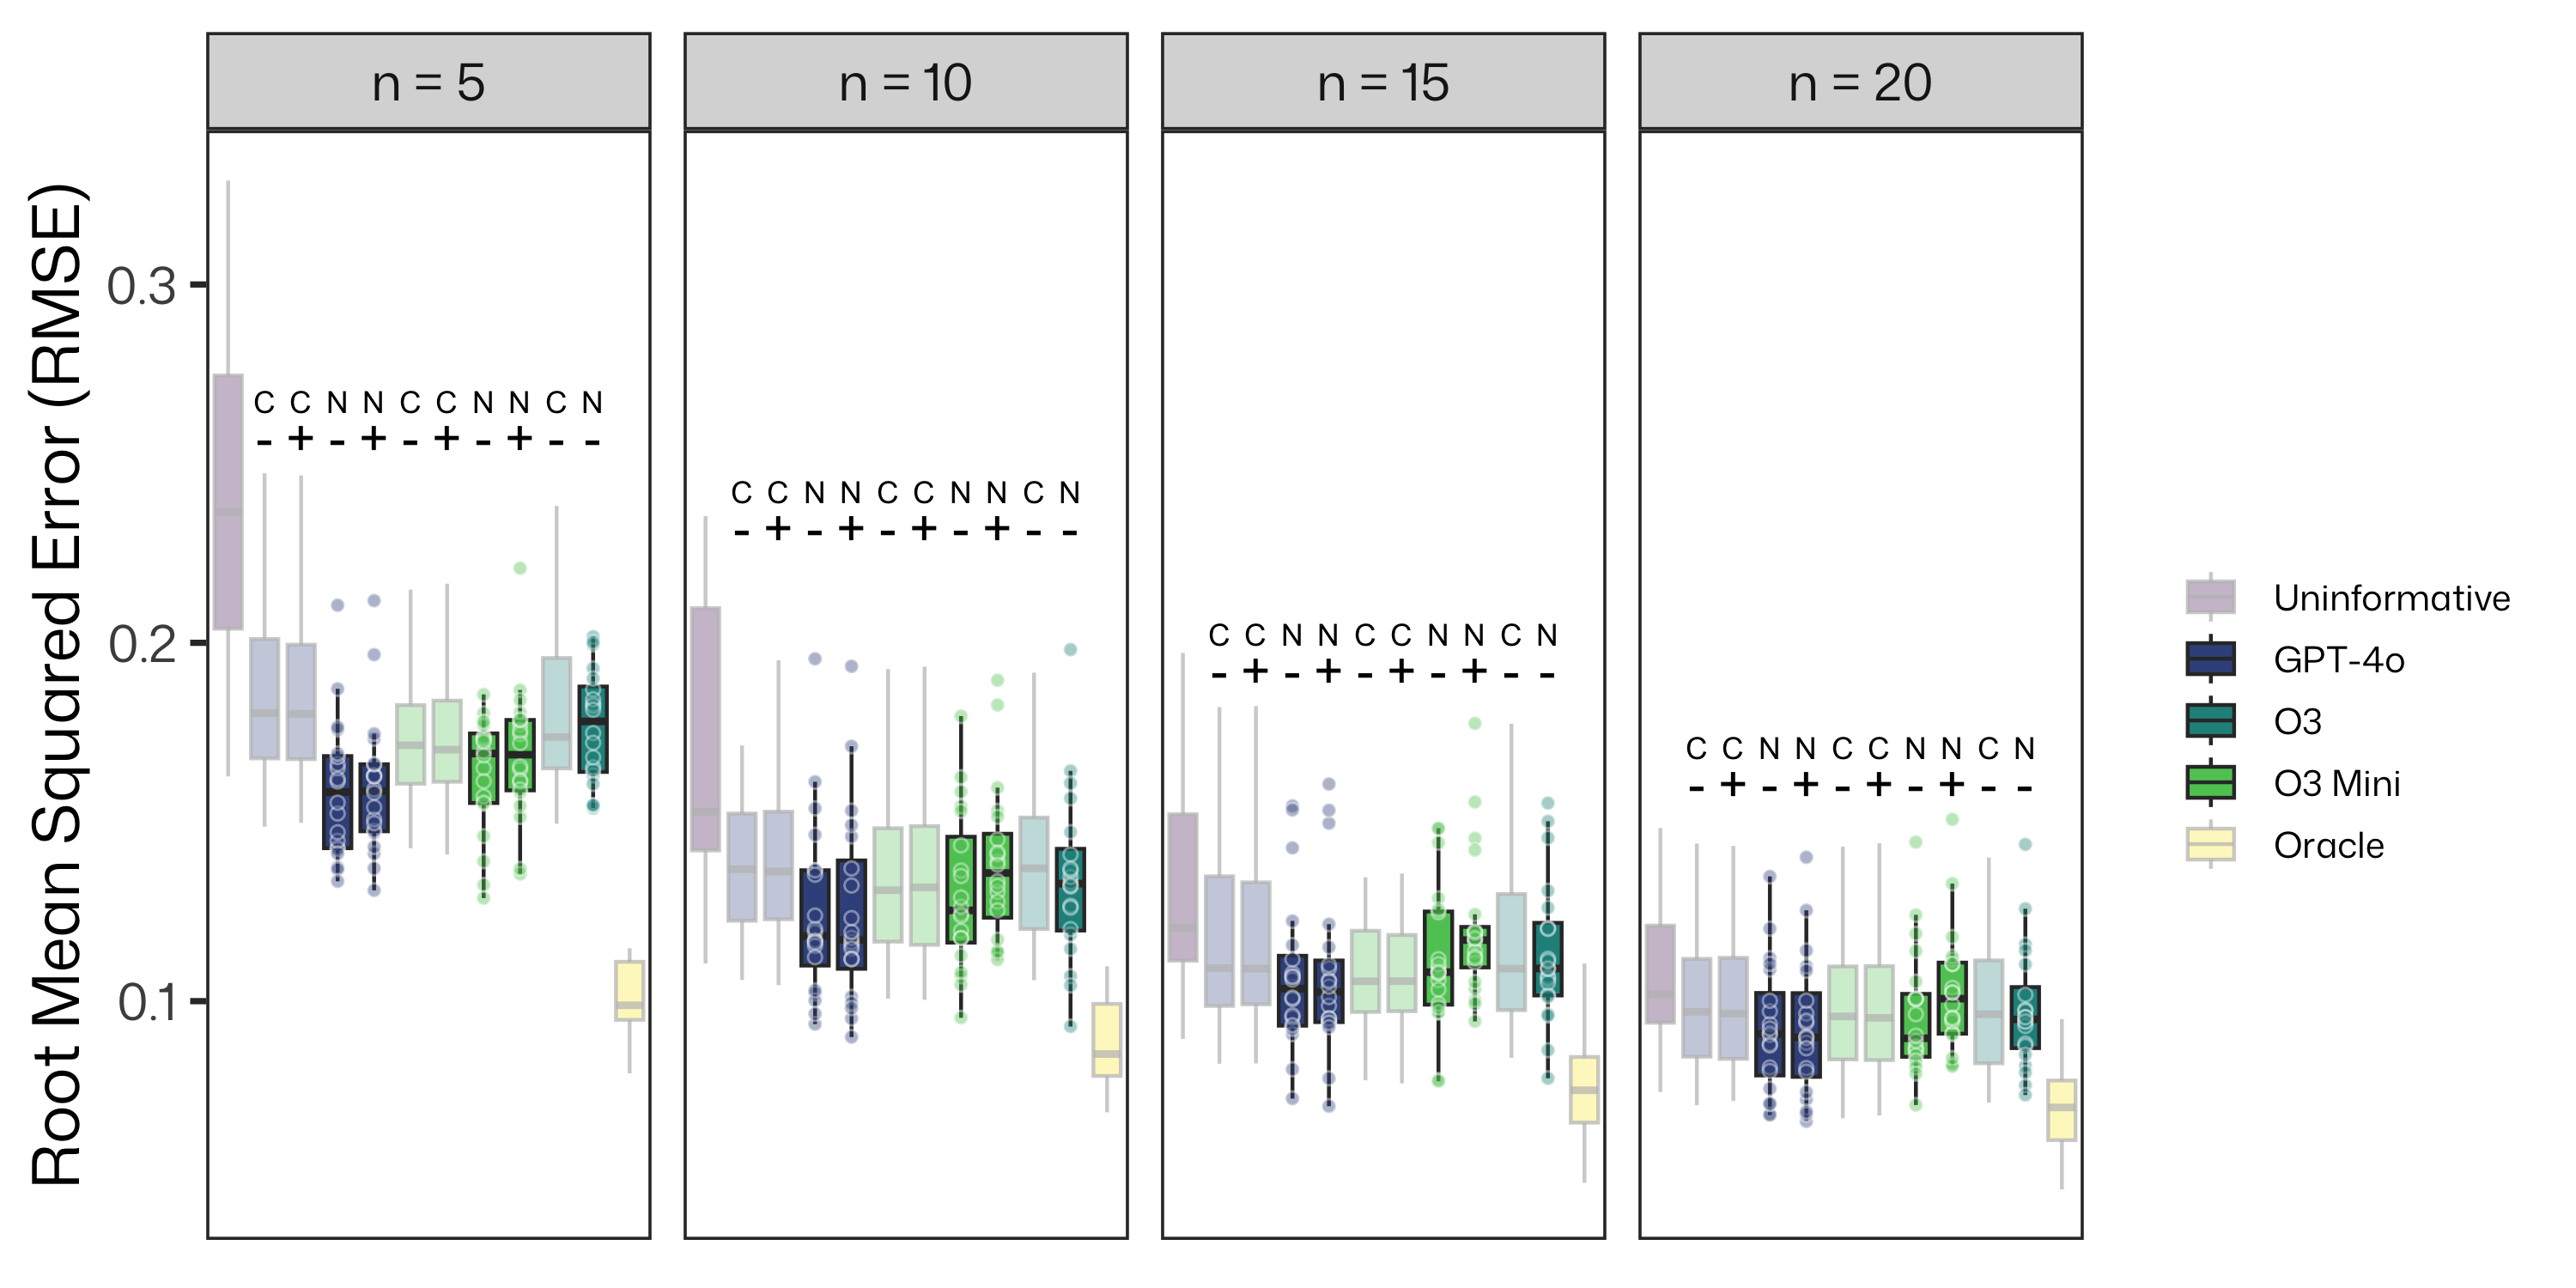 n = 5
n = 10
n = 15
n = 20
Root Mean Squared Error (RMSE)
0.3
0.2
0.1
C C N N C C N N C N
- + - + - + - + - -
C C N N C C N N C N
- + - + - + - + - -
C C N N C C N N C N
- + - + - + - + - -
C C N N C C N N C N
- + - + - + - + - -
Uninformative
GPT-4o
O3
O3 Mini
Oracle